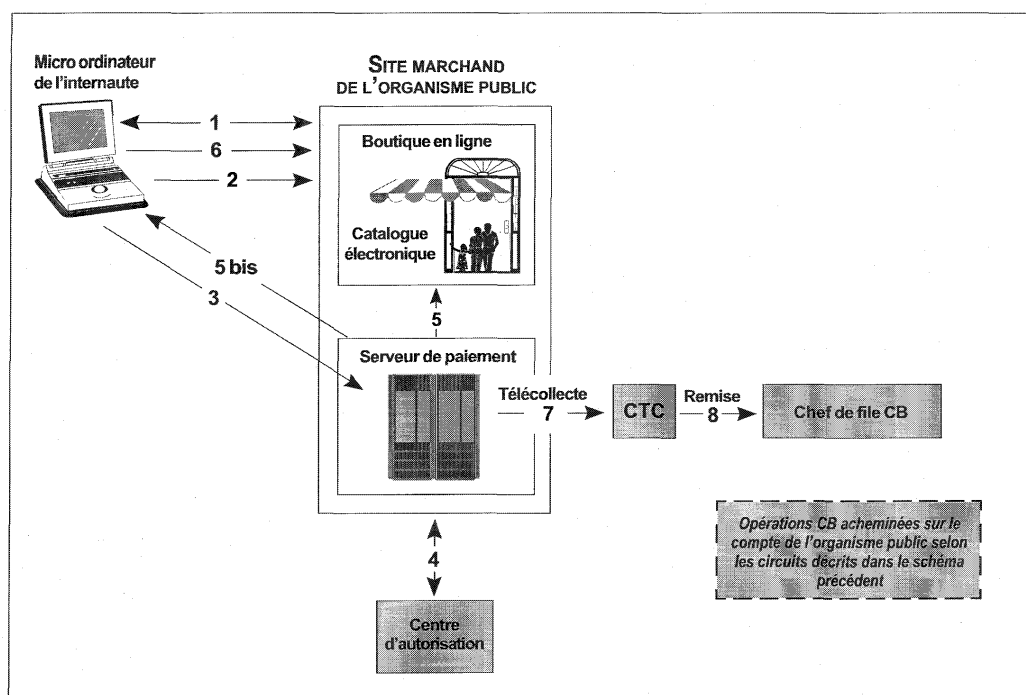 Micro ordinateur
de l'internaute
SITE MARCHAND
DE L'ORGANISME PUBLIC
1
6
2
Boutique en ligne
Catalogue
électronique
5 bis
3
5
Serveur de paiement
Télécollecte
7
CTC
Remise
8
Chef de file CB
4
Centre
d'autorisation
Opérations CB acheminées sur le
compte de l'organisme public selon
les circuits décrits dans le schéma
précédent